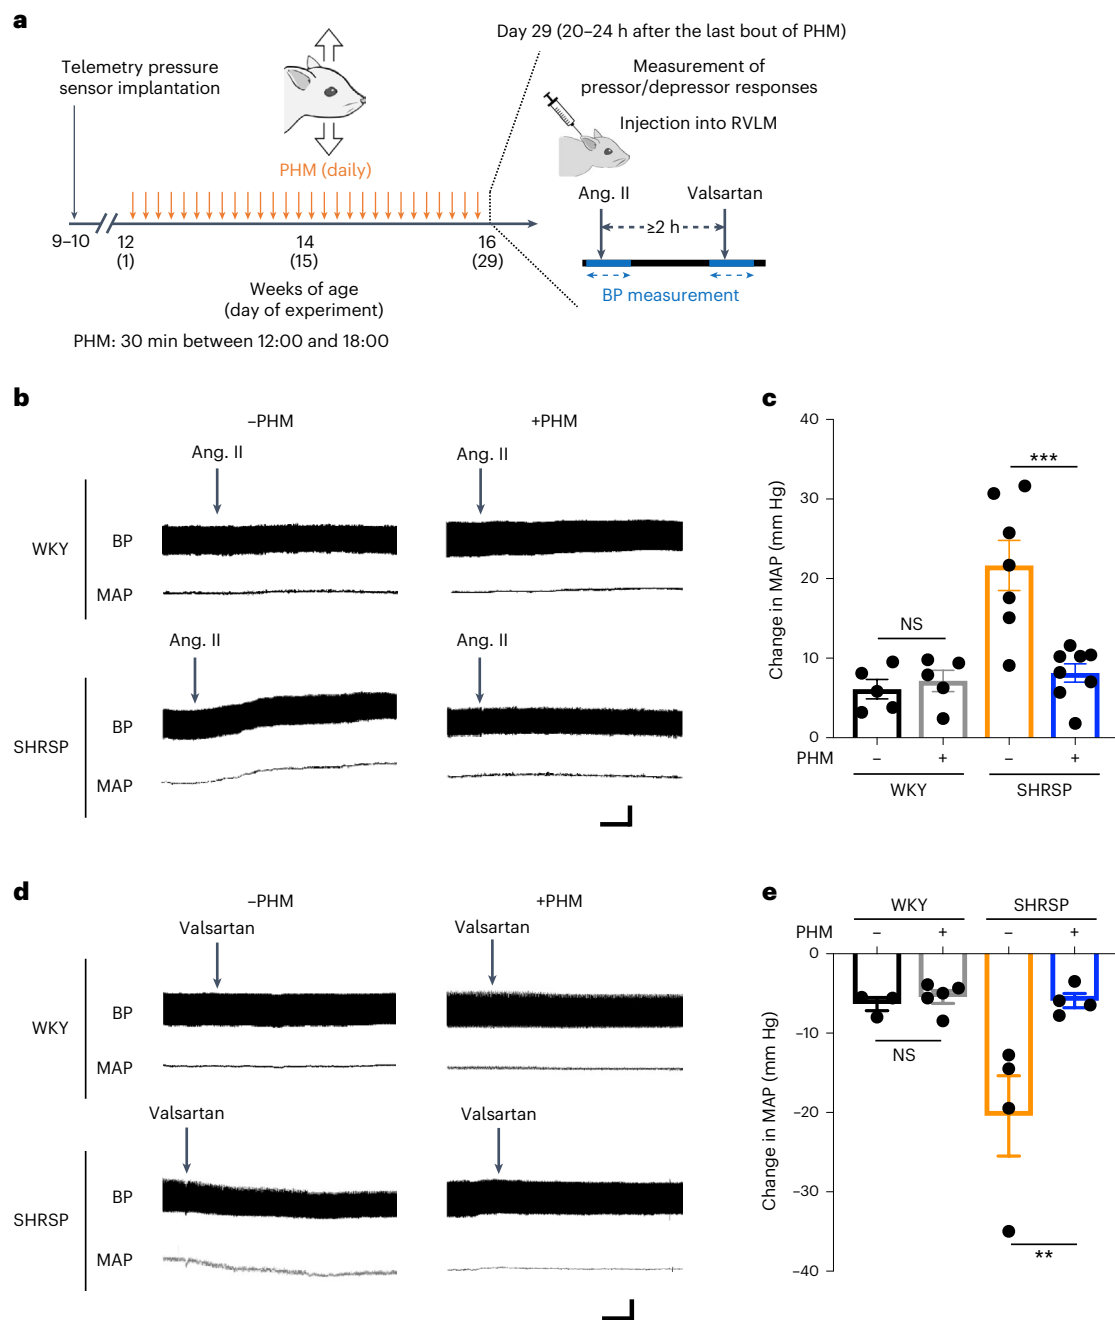 a
Telemetry pressure
sensor implantation
PHM (daily)
Day 29 (20–24 h after the last bout of PHM)
Measurement of
pressor/depressor responses
Injection into RVLM
Ang. II
Valsartan
≥2 h
BP measurement
9–10
12
(1)
14
(15)
16
(29)
Weeks of age
(day of experiment)
PHM: 30 min between 12:00 and 18:00
b
–PHM
+PHM
Ang. II
Ang. II
WKY
BP
MAP
Ang. II
Ang. II
SHRSP
BP
MAP
c
Change in MAP (mm Hg)
40
30
20
10
0
NS
***
PHM
–
+
–
+
WKY
SHRSP
d
–PHM
+PHM
Valsartan
Valsartan
WKY
BP
MAP
Valsartan
Valsartan
SHRSP
BP
MAP
e
WKY
SHRSP
PHM
–
+
–
+
Change in MAP (mm Hg)
0
–10
–20
–30
–40
NS
**